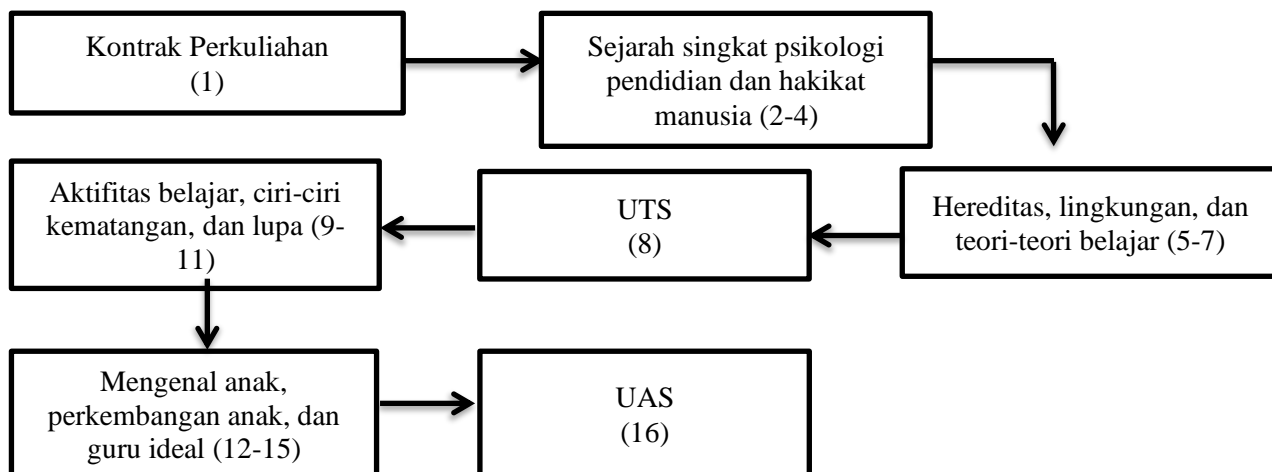 Kontrak Perkuliahan
(1)
Sejarah singkat psikologi
pendidian dan hakikat
manusia (2-4)
Hereditas, lingkungan, dan
teori-teori belajar (5-7)
UTS
(8)
Aktifitas belajar, ciri-ciri
kematangan, dan lupa (9-
11)
Mengenal anak,
perkembangan anak, dan
guru ideal (12-15)
UAS
(16)